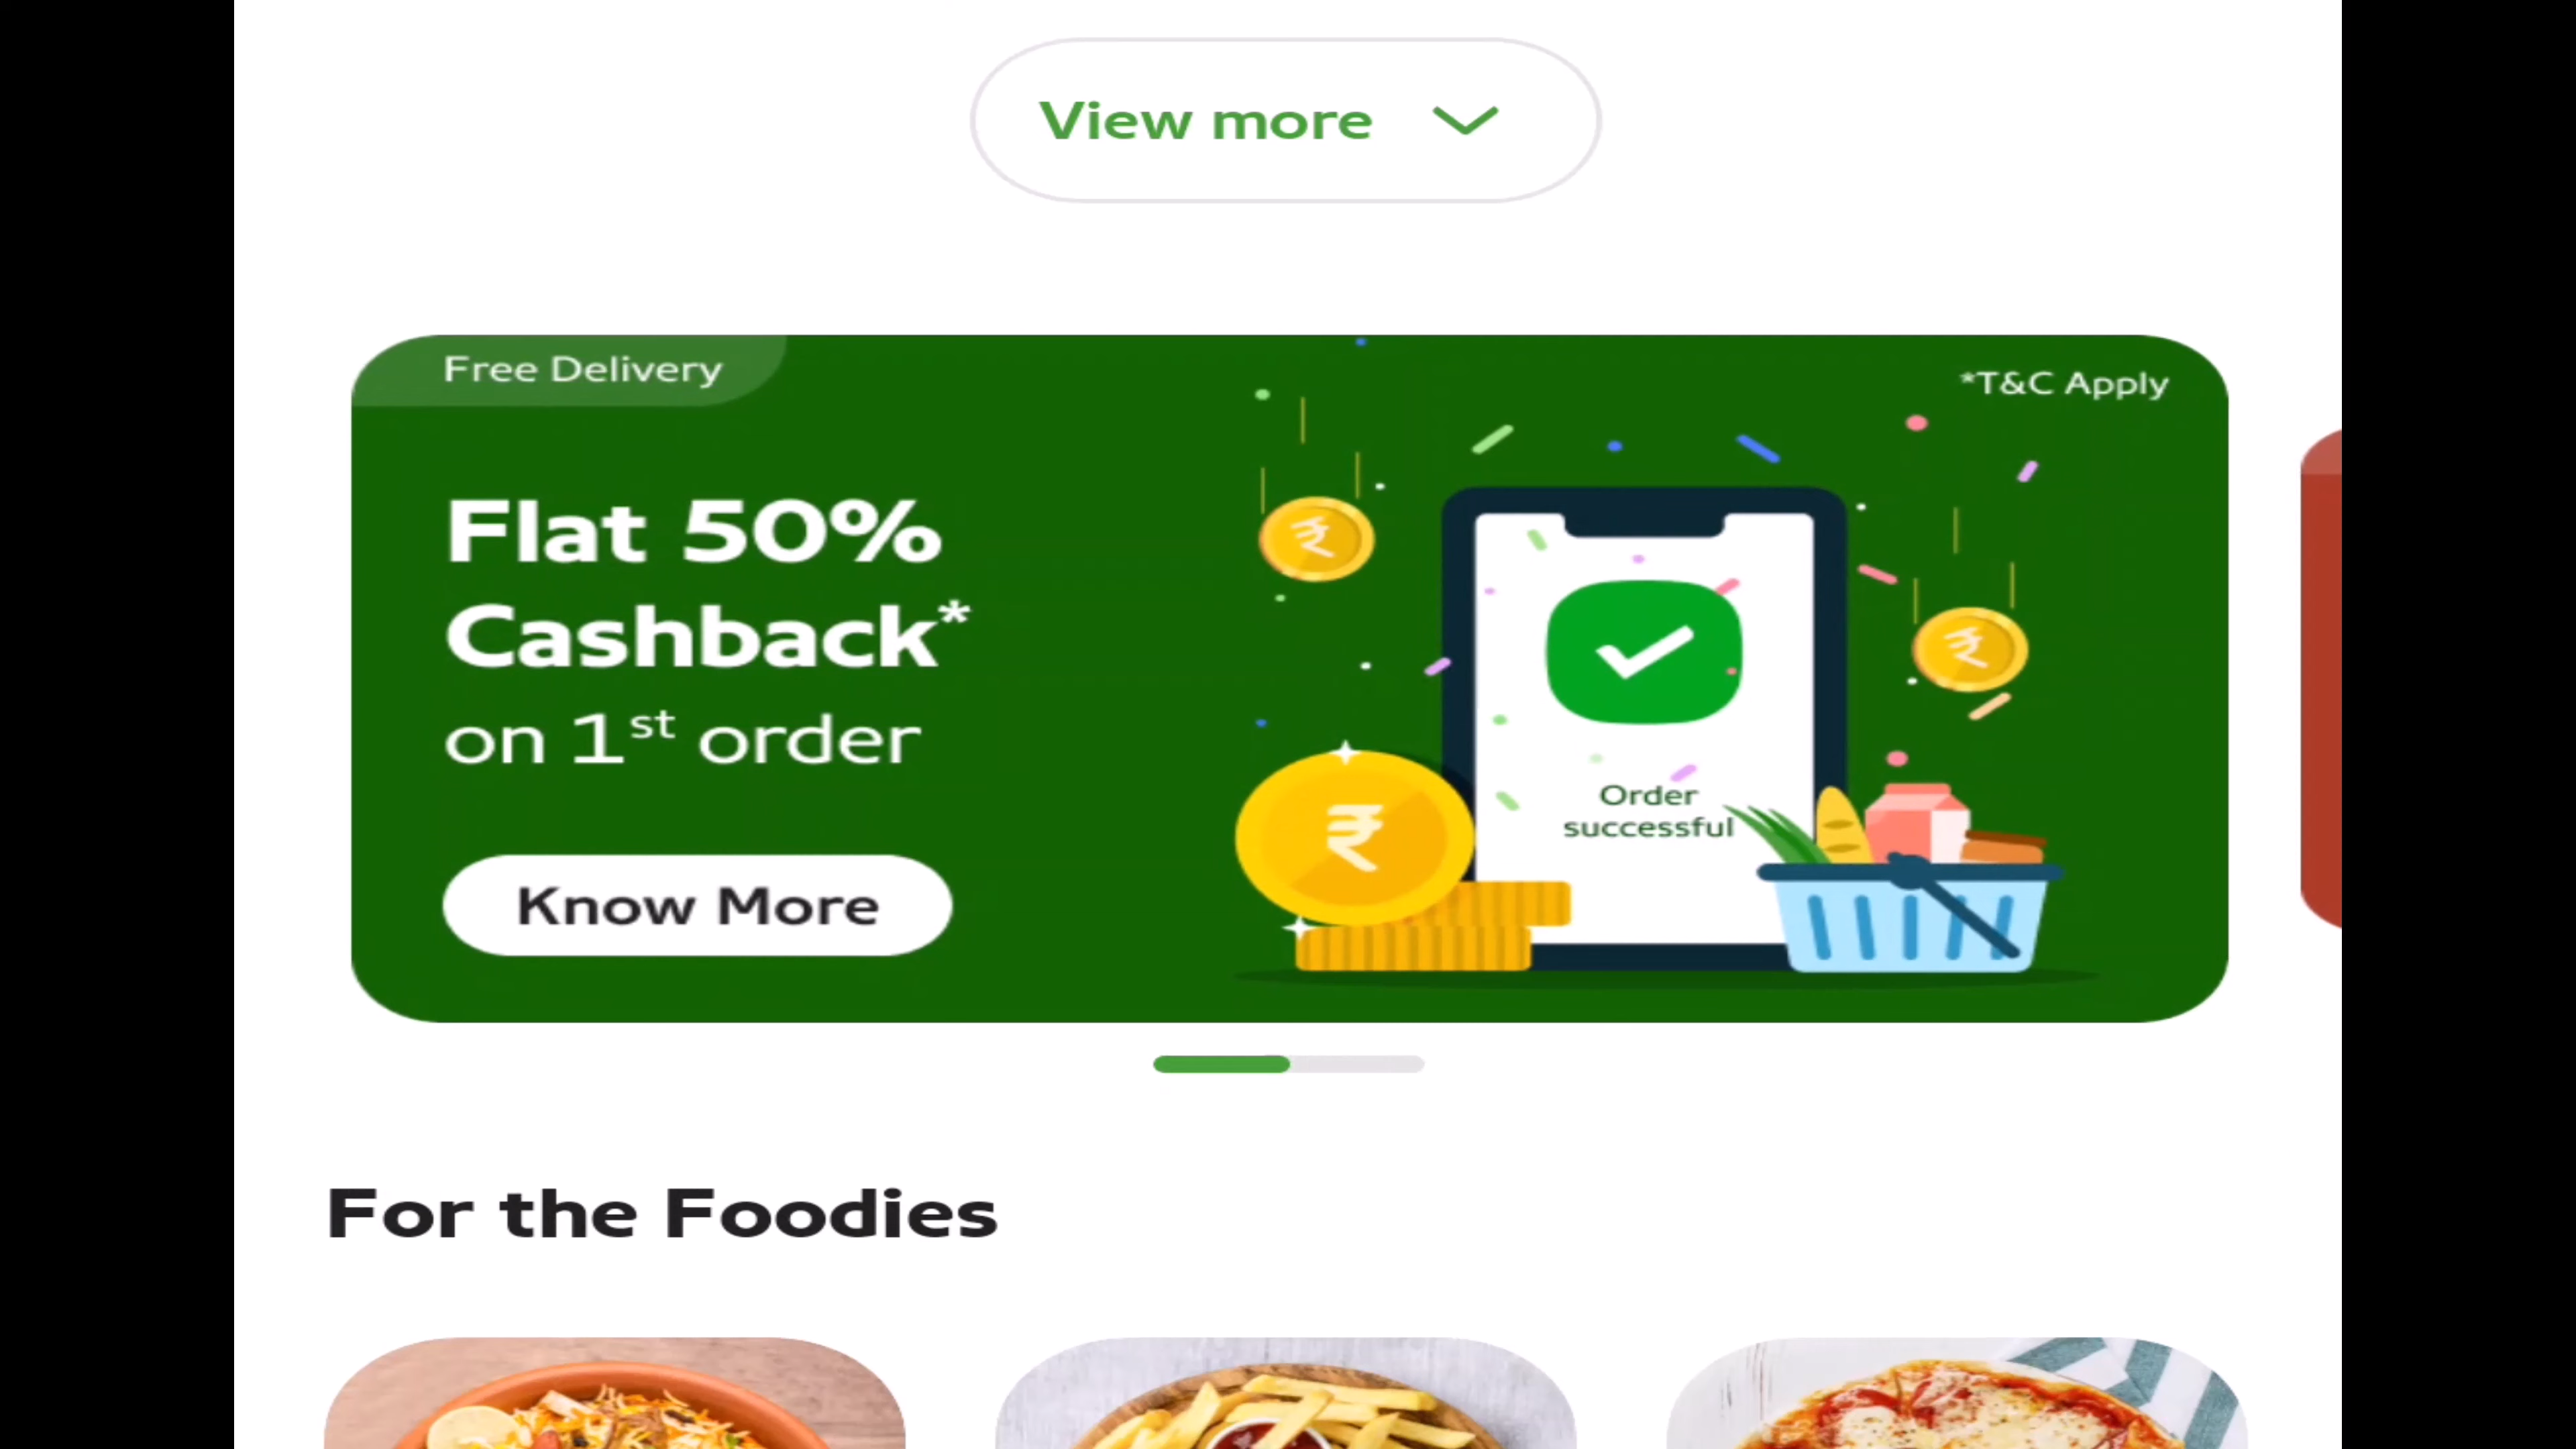 View more
Free Delivery
*T&C Apply
Flat 50%
Cashback*
on 1st order
Know More
₹
₹
₹
Order
successful
For the Foodies